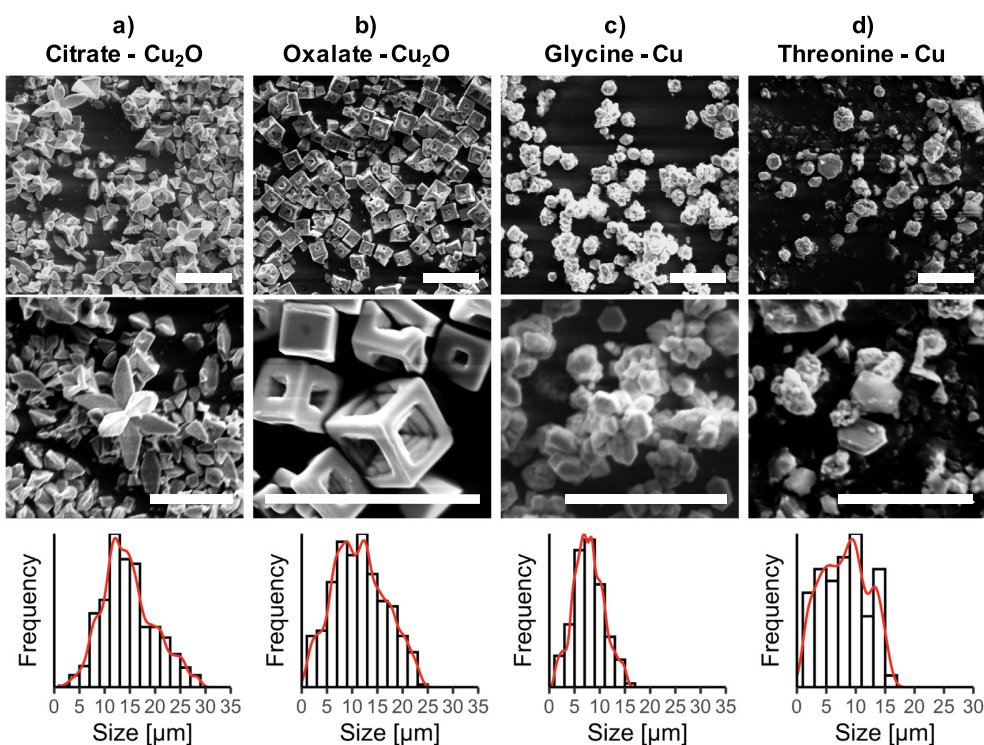 a)
Citrate - Cu₂O
b)
Oxalate - Cu₂O
c)
Glycine - Cu
d)
Threonine - Cu
Frequency
0 5 10 15 20 25 30 35
Size [µm]
Frequency
0 5 10 15 20 25 30 35
Size [µm]
Frequency
0 5 10 15 20 25 30 35
Size [µm]
Frequency
0 5 10 15 20 25 30
Size [µm]